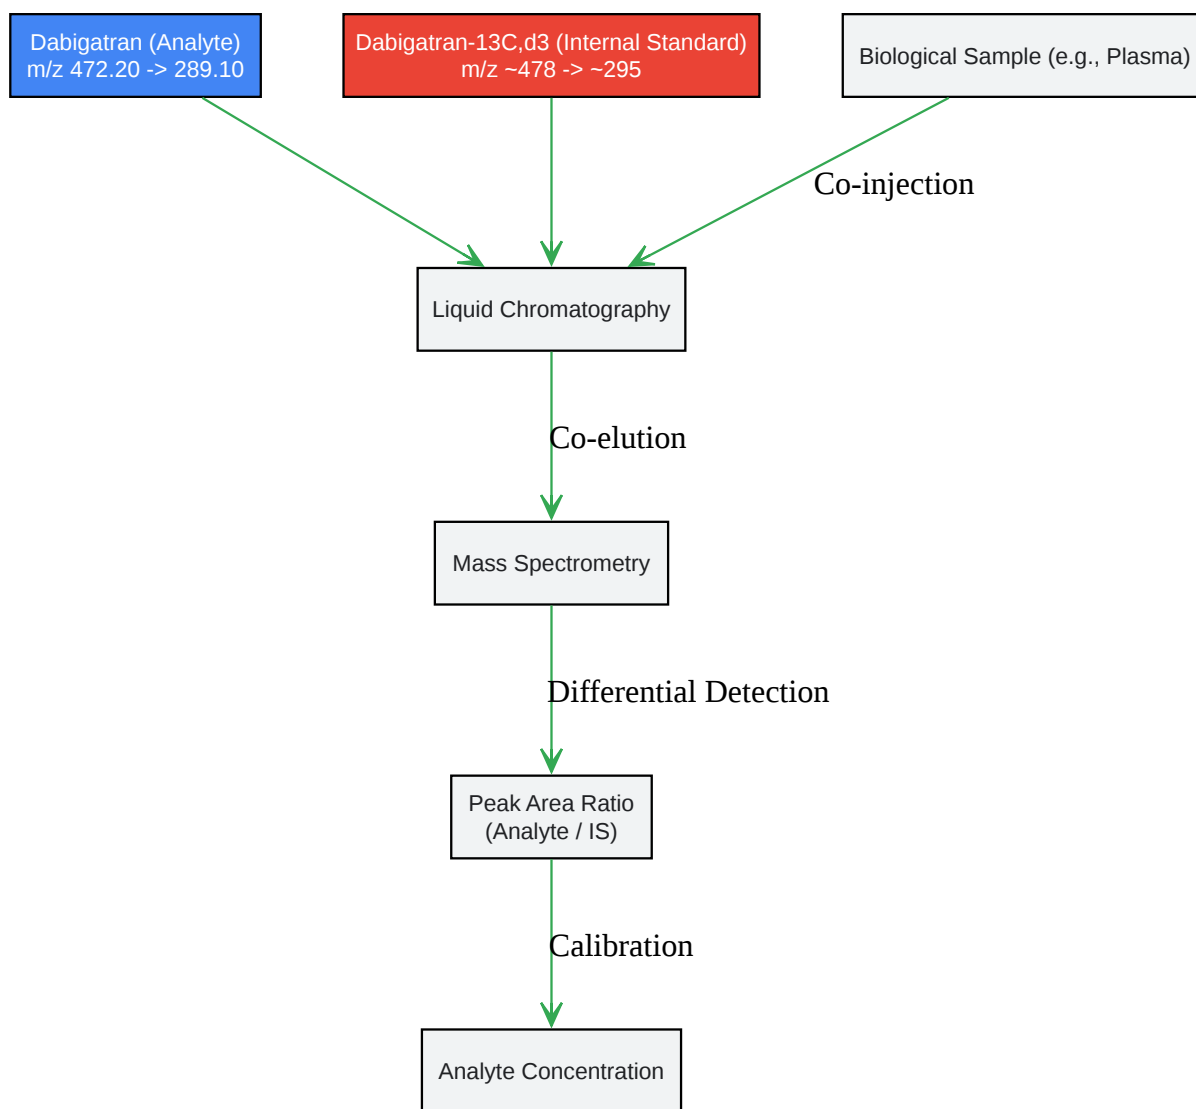 Dabigatran (Analyte)
m/z 472.20 -> 289.10
Dabigatran-13C,d3 (Internal Standard)
m/z ~478 -> ~295
Biological Sample (e.g., Plasma)
Co-injection
Liquid Chromatography
Co-elution
Mass Spectrometry
Differential Detection
Peak Area Ratio
(Analyte / IS)
Calibration
Analyte Concentration